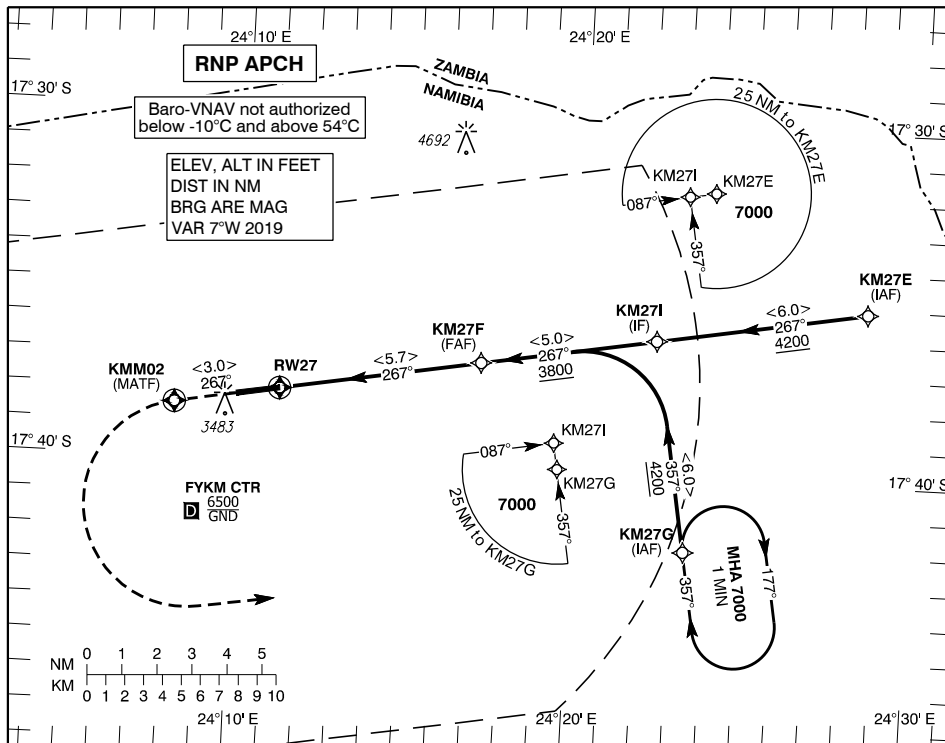 24° 10' E
24° 20' E
RNP APCH
17° 30' S
ZAMBIA
NAMIBIA
Baro-VNAV not authorized
below -10°C and above 54°C
4692
25 NM to KM27E
17° 30' S
ELEV, ALT IN FEET
DIST IN NM
BRG ARE MAG
VAR 7°W 2019
KM27I
KM27E
087°
7000
357°
KM27E
(IAF)
KM27I
(IF)
<6.0>
267°
4200
KM27F
(FAF)
<5.0>
267°
3800
<5.7>
267°
RW27
<3.0>
267°
KMM02
(MATF)
3483
17° 40' S
KM27I
087°
KM27G
7000
357°
25 NM to KM27G
<6.0>
357°
4200
17° 40' S
FYKM CTR
D
6500
GND
KM27G
(IAF)
MHA 7000
1 MIN
357°
177°
NM 0 1 2 3 4 5
KM 0 1 2 3 4 5 6 7 8 9 10
24° 10' E
24° 20' E
24° 30' E